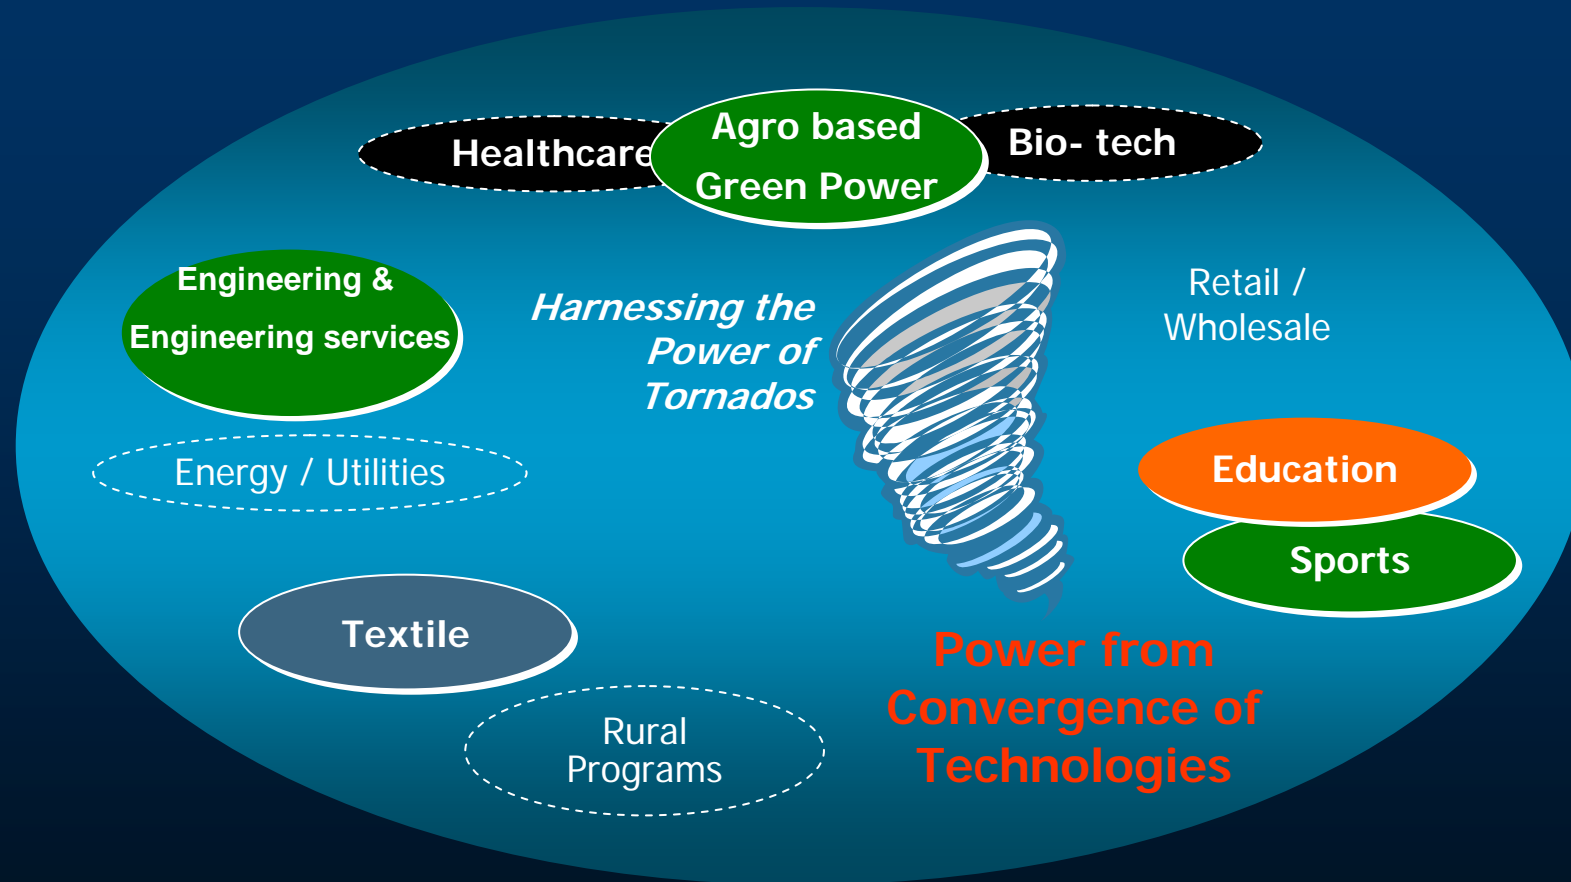 Healthcare
Agro based
Green Power
Bio- tech
Engineering &
Engineering services
Harnessing the
Power of
Tornados
Retail /
Wholesale
Energy / Utilities
Education
Sports
Textile
Power from
Convergence of
Technologies
Rural
Programs